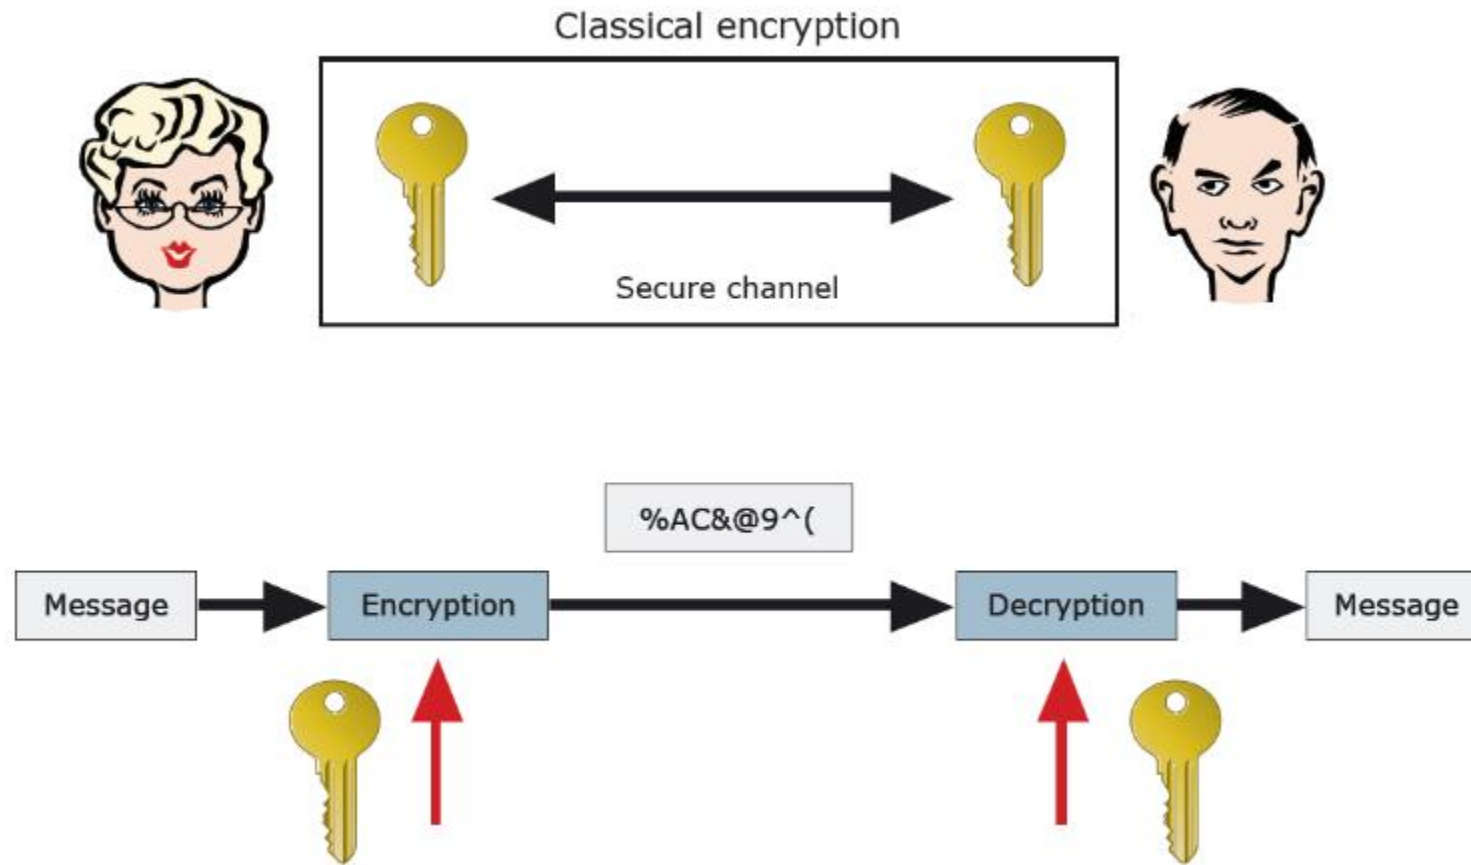 Classical encryption
Secure channel
%AC&@9^(
Message
Encryption
Decryption
Message